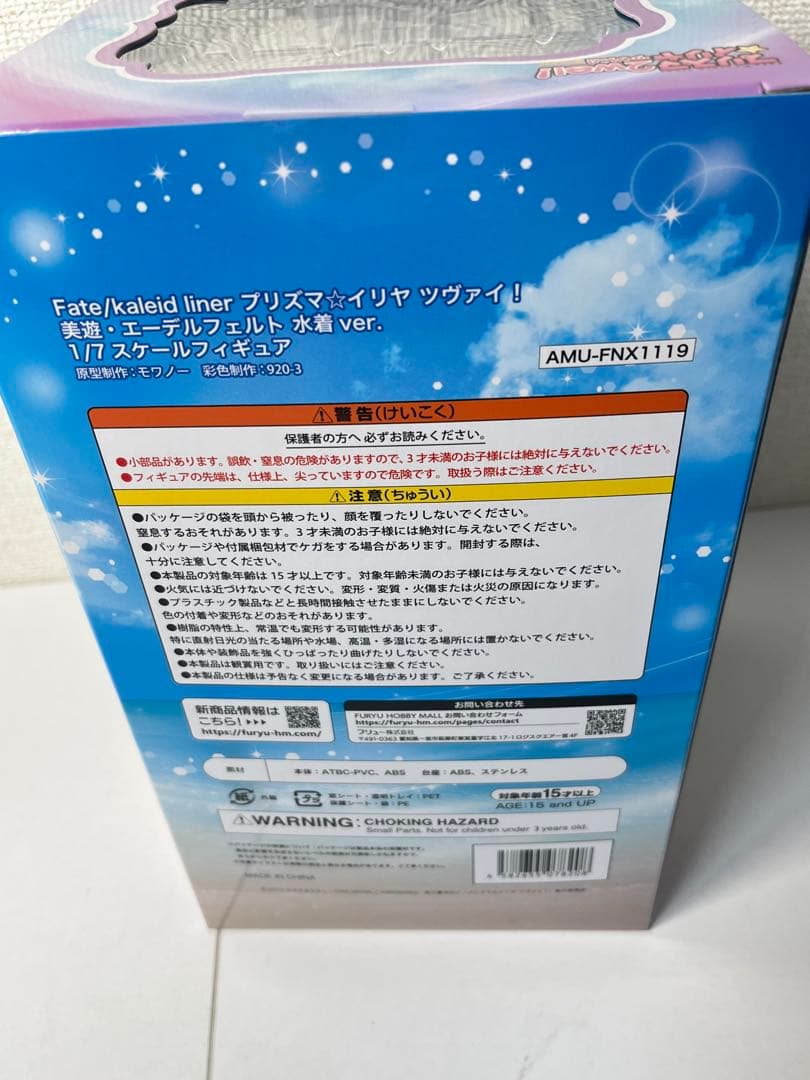 プリズマ☆イリヤ
Fate/kaleid liner プリズマ☆イリヤ ツヴァイ！
美遊・エーデルフェルト 水着 ver.
1/7 スケールフィギュア
原型制作：モワノー　彩色制作：920-3
AMU-FNX1119
⚠警告(けいこく)
保護者の方へ 必ずお読みください。
●小部品があります。誤飲・窒息の危険がありますので、3才未満のお子様には絶対に与えないでください。
●フィギュアの先端は、仕様上、尖っていますので危険です。取扱う際はご注意ください。
⚠注意(ちゅうい)
●パッケージの袋を頭から被ったり、顔を覆ったりしないでください。
窒息するおそれがあります。3才未満のお子様には絶対に与えないでください。
●パッケージや付属梱包材でケガをする場合があります。開封する際は、
十分に注意してください。
●本製品の対象年齢は15才以上です。対象年齢未満のお子様には与えないでください。
●火気には近づけないでください。変形・変質・火傷または火災の原因になります。
●プラスチック製品などと長時間接触させたままにしないでください。
色の付着や変形などのおそれがあります。
●樹脂の特性上、常温でも変形する可能性があります。
特に直射日光の当たる場所や水場、高温・多湿になる場所には置かないでください。
●本体や装飾品を強くひっぱったり曲げたりしないでください。
●本製品は観賞用です。取り扱いにはご注意ください。
●本製品の仕様は予告なく変更になる場合があります。ご了承ください。
新商品情報は
こちら！▸▸▸
https://furyu-hm.com/
お問い合わせ先
FURYU HOBBY MALL お問い合わせフォーム
https://furyu-hm.com/pages/contact
フリュー株式会社
素材　本体：ATBC-PVC、ABS　台座：ABS、ステンレス
紙 外箱
プラ 紙シート・透明トレイ：PET
保護シート・袋：PE
対象年齢15才以上
AGE:15 and UP
⚠WARNING: CHOKING HAZARD
Small Parts. Not for children under 3 years old.
MADE IN CHINA